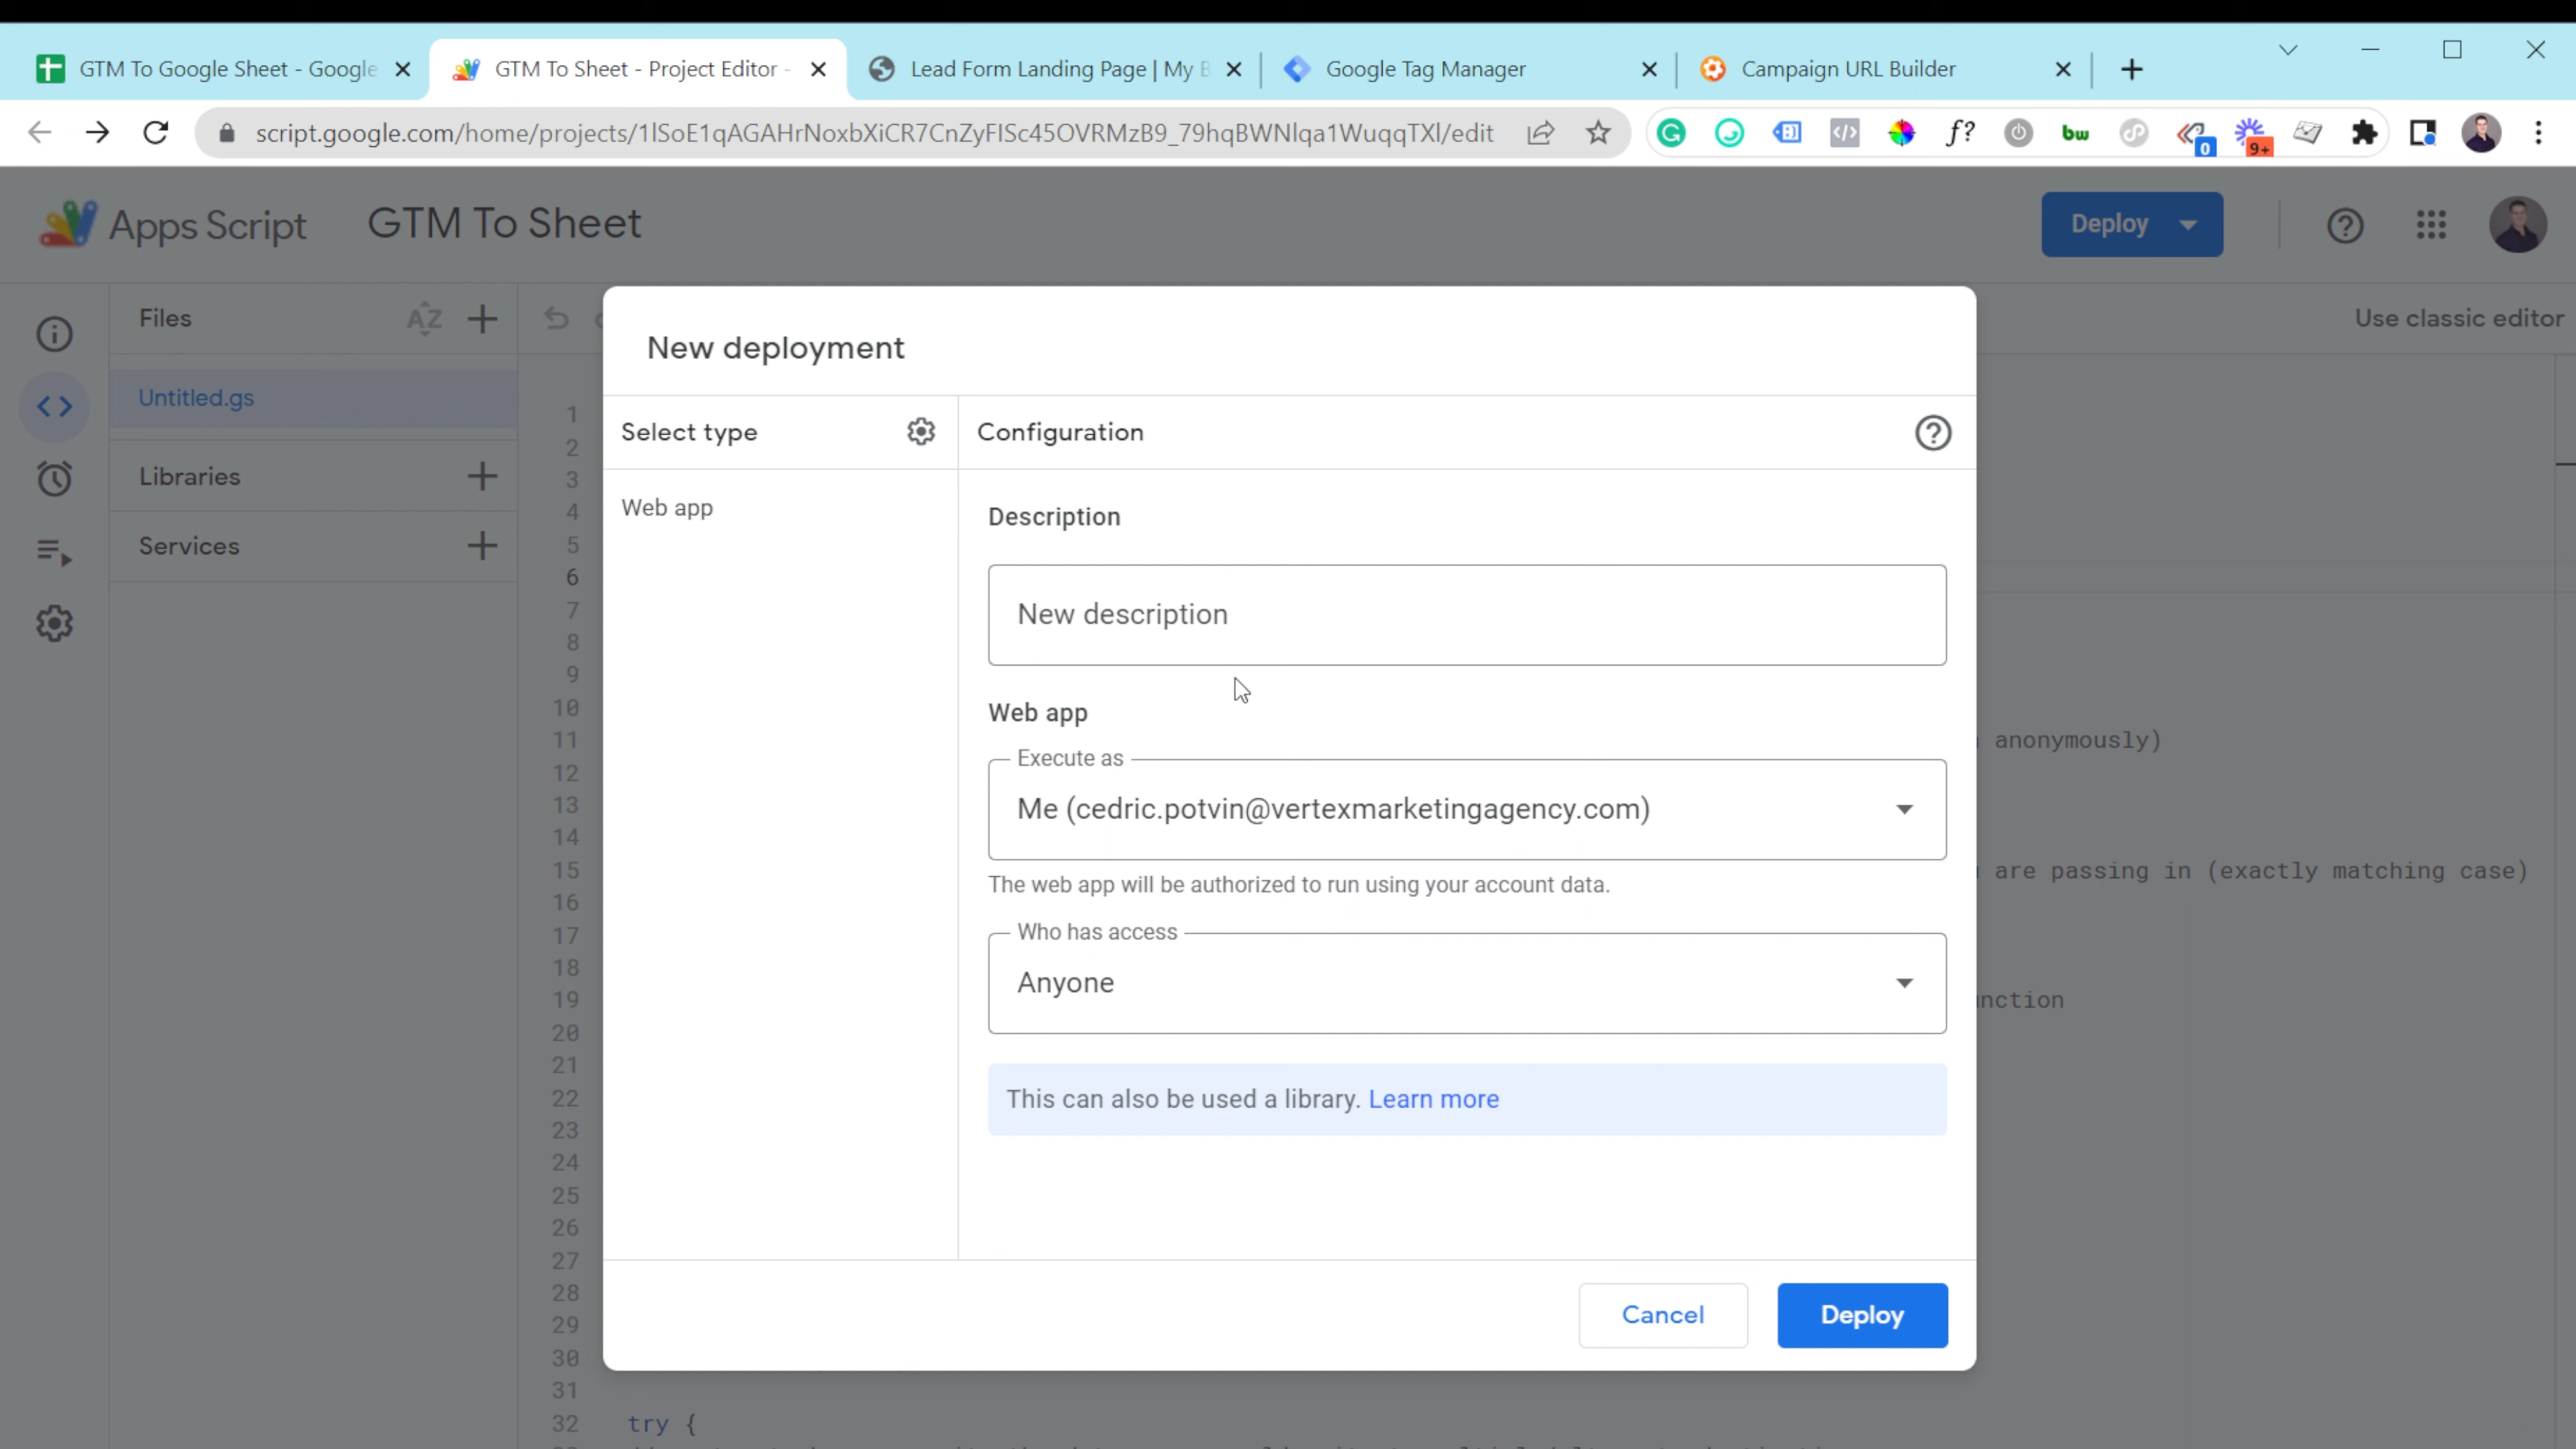 GTM To Google Sheet - Google
GTM To Sheet - Project Editor -
Lead Form Landing Page | My B
Google Tag Manager
Campaign URL Builder
script.google.com/home/projects/1lSoE1qAGAHrNoxbXiCR7CnZyFISc45OVRMzB9_79hqBWNlqa1WuqqTXl/edit
f?
bw
0
9+
Apps Script
GTM To Sheet
Deploy
Files
AZ
Use classic editor
Untitled.gs
Libraries
Services
New deployment
Select type
Configuration
Web app
Description
New description
Web app
Execute as
Me (cedric.potvin@vertexmarketingagency.com)
The web app will be authorized to run using your account data.
Who has access
Anyone
This can also be used a library. Learn more
Cancel
Deploy
1
2
3
4
5
6
7
8
9
10
11 anonymously)
12
13
14
15 are passing in (exactly matching case)
16
17
18
19 nction
20
21
22
23
24
25
26
27
28
29
30
31
32 try {